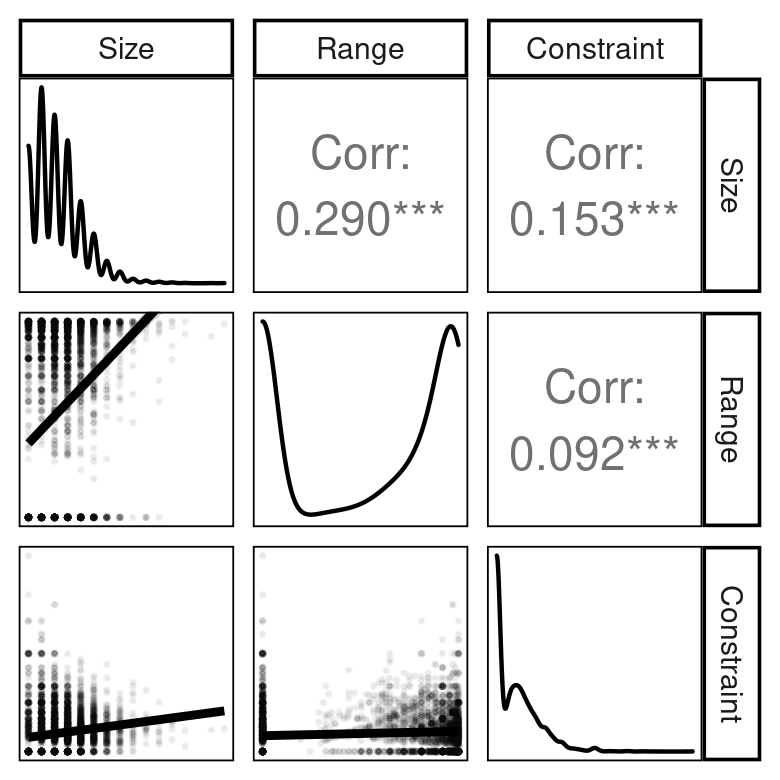 Size
Range
Constraint
Corr:
0.290***
Corr:
0.153***
Size
Corr:
0.092***
Range
Constraint